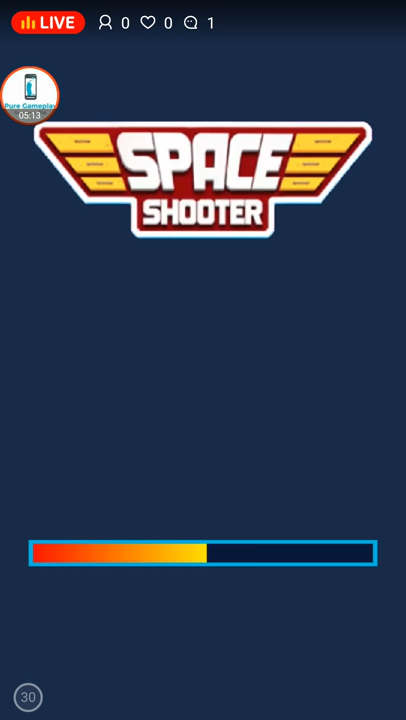 LIVE 0 0 1
Pure Gameplay
05:13
SPACE
SHOOTER
30